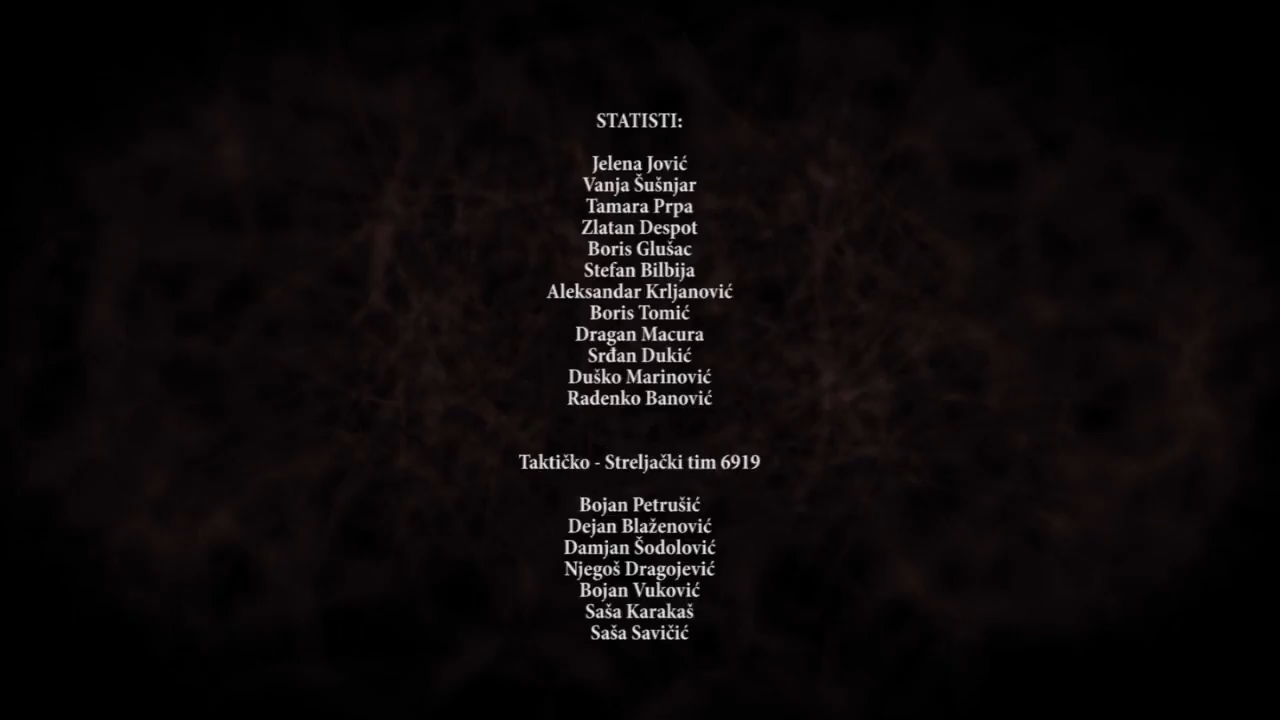 STATISTI:
Jelena Jović
Vanja Šušnjar
Tamara Prpa
Zlatan Despot
Boris Glušac
Stefan Bilbija
Aleksandar Krljanović
Boris Tomić
Dragan Macura
Srđan Dukić
Duško Marinović
Radenko Banović
Taktičko - Streljački tim 6919
Bojan Petrušić
Dejan Blaženović
Damjan Šodolović
Njegoš Dragojević
Bojan Vuković
Saša Karakaš
Saša Savičić